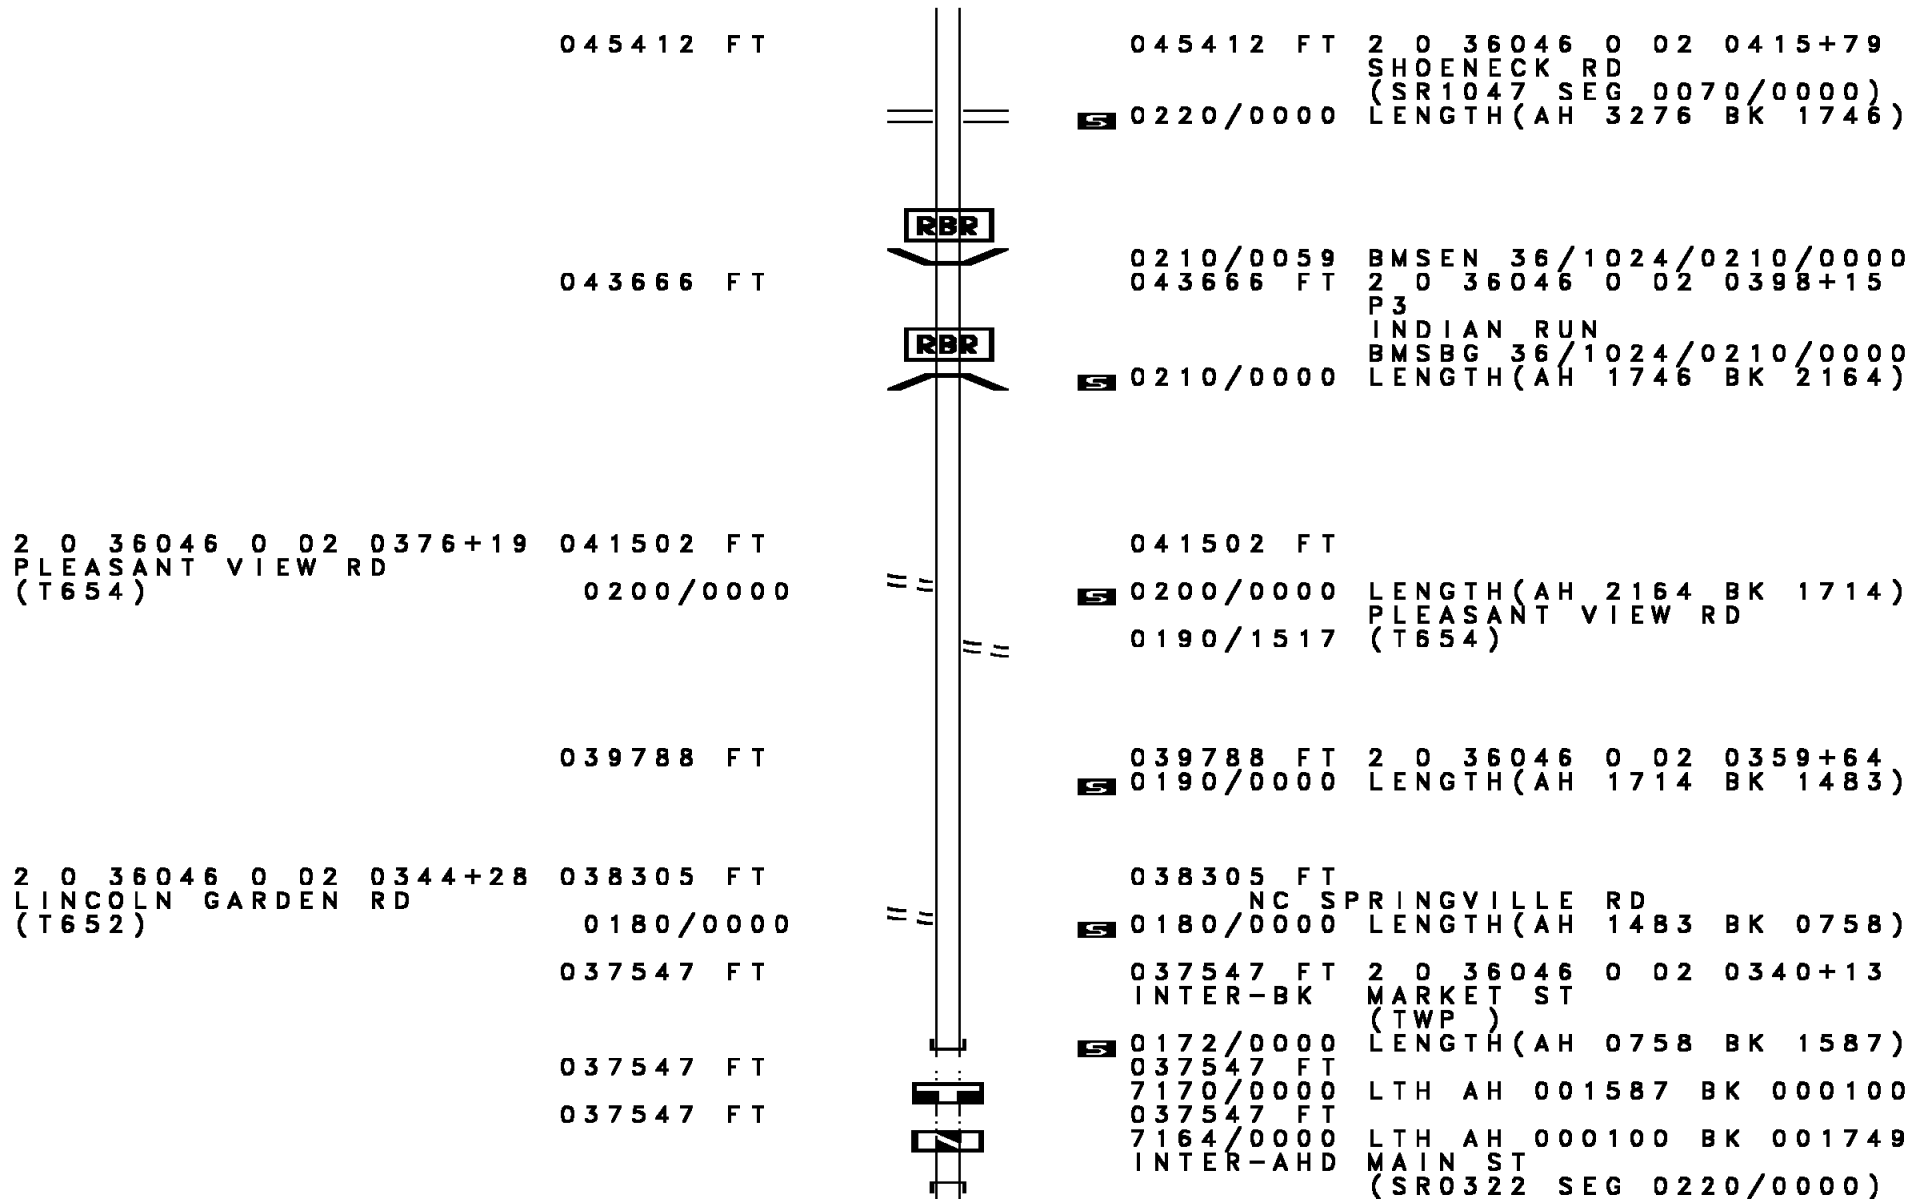 045412 FT 045412 FT 2 0 36046 0 02 0415+79
SHOENECK RD
(SR1047 SEG 0070/0000)
S 0220/0000 LENGTH(AH 3276 BK 1746)
RBR
0210/0059 BMSEN 36/1024/0210/0000
043666 FT 043666 FT 2 0 36046 0 02 0398+15
P3
INDIAN RUN
RBR
BMSBG 36/1024/0210/0000
S 0210/0000 LENGTH(AH 1746 BK 2164)
2 0 36046 0 02 0376+19 041502 FT 041502 FT
PLEASANT VIEW RD
(T654) 0200/0000 S 0200/0000 LENGTH(AH 2164 BK 1714)
PLEASANT VIEW RD
0190/1517 (T654)
039788 FT 039788 FT 2 0 36046 0 02 0359+64
S 0190/0000 LENGTH(AH 1714 BK 1483)
2 0 36046 0 02 0344+28 038305 FT 038305 FT
LINCOLN GARDEN RD NC SPRINGVILLE RD
(T652) 0180/0000 S 0180/0000 LENGTH(AH 1483 BK 0758)
037547 FT 037547 FT 2 0 36046 0 02 0340+13
INTER-BK MARKET ST
(TWP )
S 0172/0000 LENGTH(AH 0758 BK 1587)
037547 FT 037547 FT
7170/0000 LTH AH 001587 BK 000100
037547 FT 037547 FT
7164/0000 LTH AH 000100 BK 001749
INTER-AHD MAIN ST
(SR0322 SEG 0220/0000)